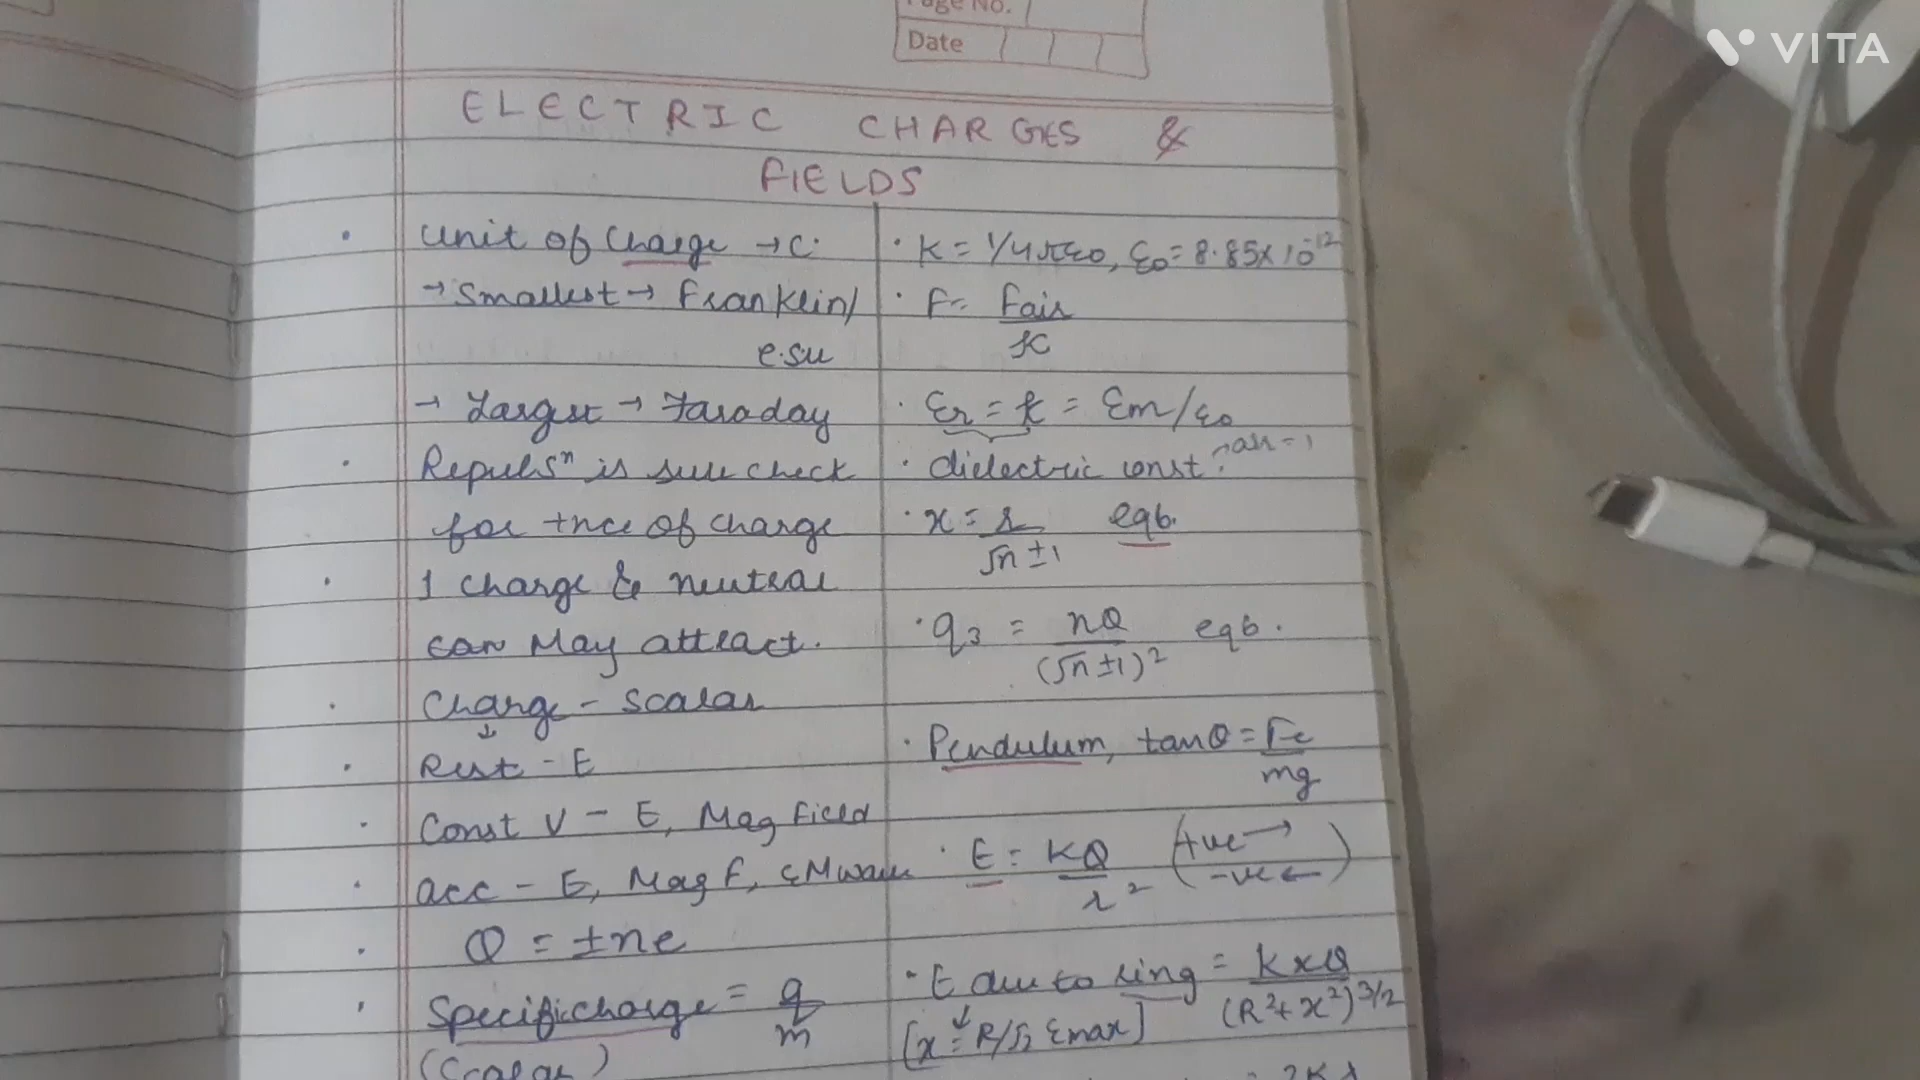 Page No.
Date
VITA
ELECTRIC CHARGES &
FIELDS
· Unit of Charge → C.
→ Smallest → Franklin/
e.s.u
→ Largest → Faraday
· Repulsⁿ is sure check
for +nce of charge
· 1 charge & neutral
can May attract.
· Charge - Scalar
↓
· Rest - E
· Const V - E, Mag Field
· acc - E, Mag F, EM wave
· Q = ±ne
· Specific charge = q/m
(Scalar)
· K = 1/4πε0, ε0 = 8.85 x 10^-12
· F = Fair/K
· εr = k = εm/ε0
· dielectric const. air = 1
· x = r/√n ± 1 eqb.
· q3 = nQ/(√n ± 1)² eqb.
· Pendulum, tanθ = Fe/mg
· E = KQ/r² (+ve → -ve ←)
· E due to ring = KxQ/(R²+x²)^3/2
[x = R/√2 Emax]